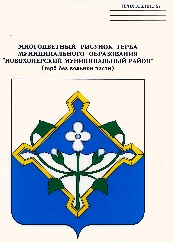 МНОГОЦВЕТНЫЙ РИСУНОК ГЕРБА
МУНИЦИПАЛЬНОГО ОБРАЗОВАНИЯ
"НОВОХОПЕРСКИЙ МУНИЦИПАЛЬНЫЙ РАЙОН"
(герб без вольной части)